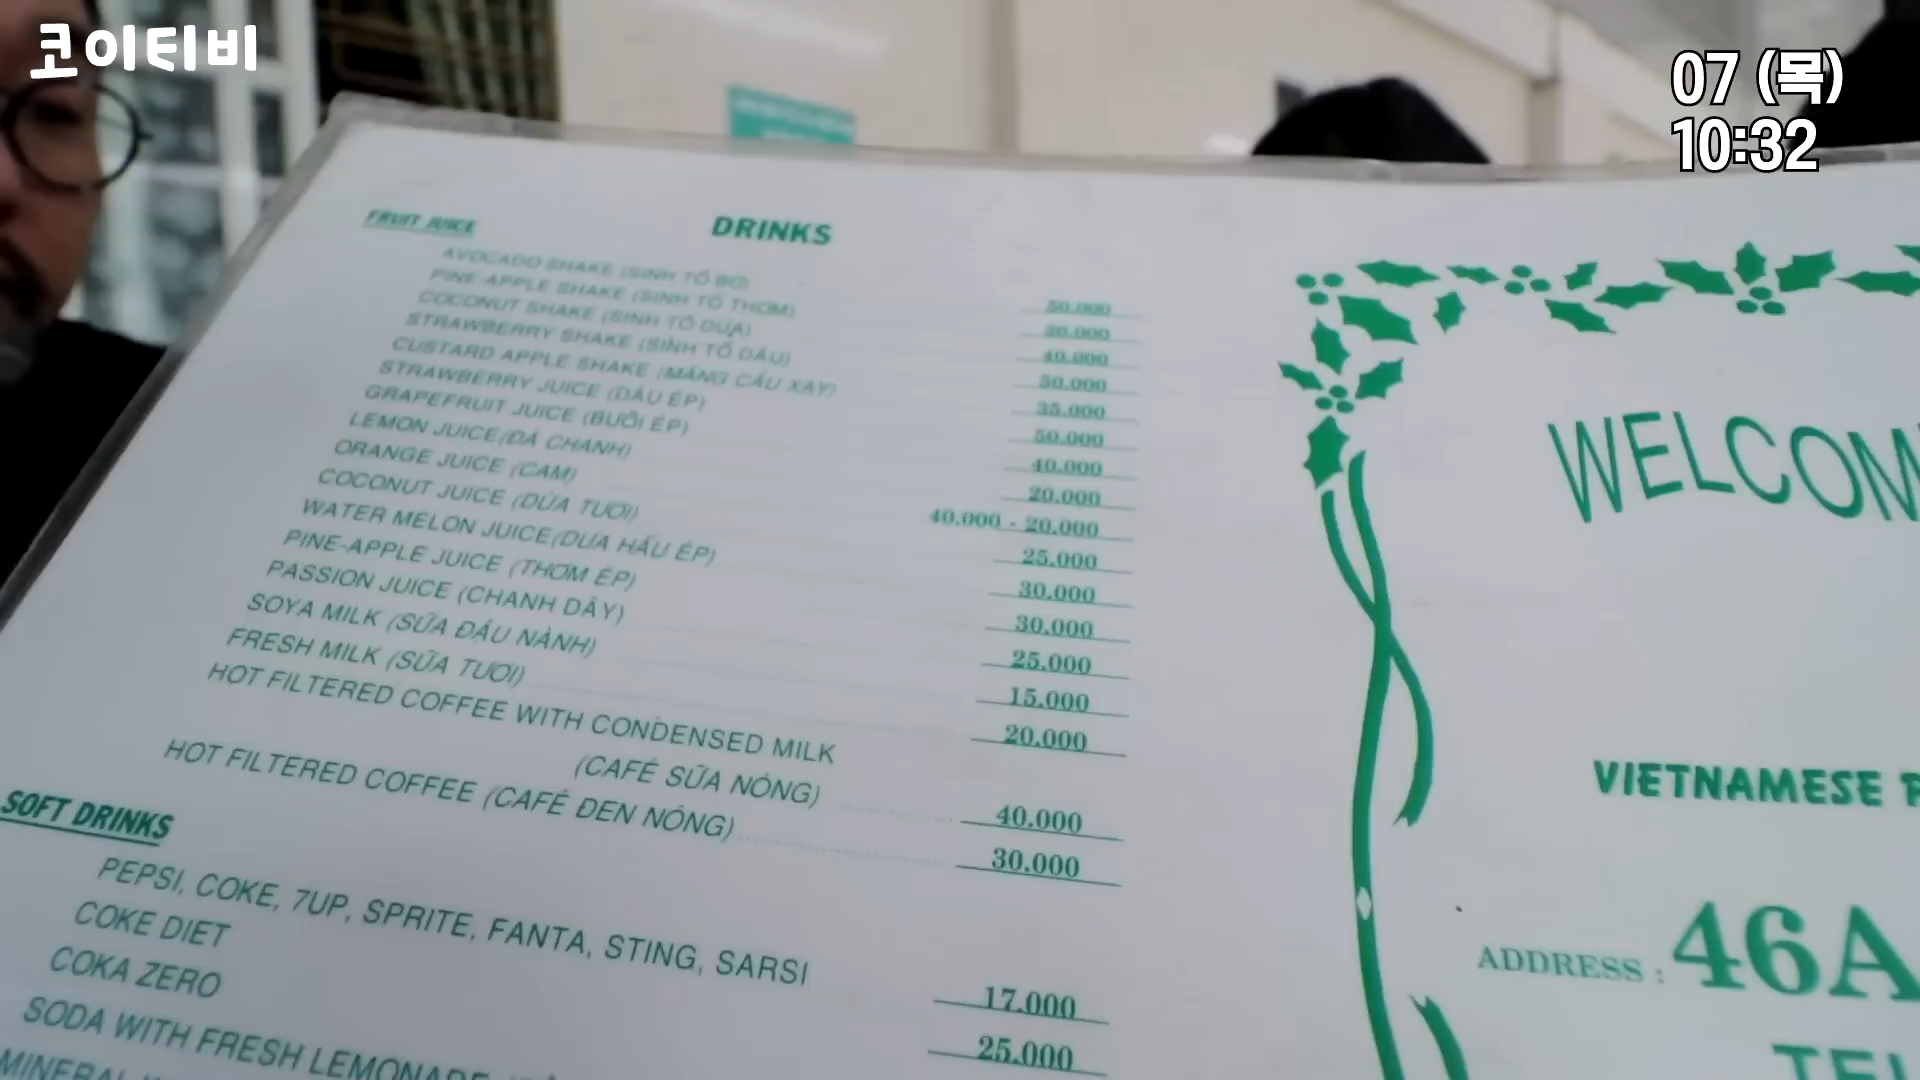 코이티비
07 (목)
10:32
DRINKS
FRUIT JUICE
AVOCADO SHAKE (SINH TỐ BƠ) 50.000
PINE-APPLE SHAKE (SINH TỐ THƠM) 30.000
COCONUT SHAKE (SINH TỐ DỪA) 40.000
STRAWBERRY SHAKE (SINH TỐ DÂU) 50.000
CUSTARD APPLE SHAKE (MÃNG CẦU XAY) 35.000
STRAWBERRY JUICE (DÂU ÉP) 50.000
GRAPEFRUIT JUICE (BƯỞI ÉP) 40.000
LEMON JUICE(ĐÁ CHANH) 20.000
ORANGE JUICE (CAM) 40.000 - 20.000
COCONUT JUICE (DỪA TƯƠI) 25.000
WATER MELON JUICE(DƯA HẤU ÉP) 30.000
PINE-APPLE JUICE (THƠM ÉP) 30.000
PASSION JUICE (CHANH DÂY) 25.000
SOYA MILK (SỮA ĐẬU NÀNH) 15.000
FRESH MILK (SỮA TƯƠI) 20.000
HOT FILTERED COFFEE WITH CONDENSED MILK
(CAFÉ SỮA NÓNG) 40.000
HOT FILTERED COFFEE (CAFÉ ĐEN NÓNG) 30.000
SOFT DRINKS
PEPSI, COKE, 7UP, SPRITE, FANTA, STING, SARSI 17.000
COKE DIET 25.000
COKA ZERO
SODA WITH FRESH LEMONADE
MINERAL
WELCOM
VIETNAMESE
ADDRESS : 46A
TEL